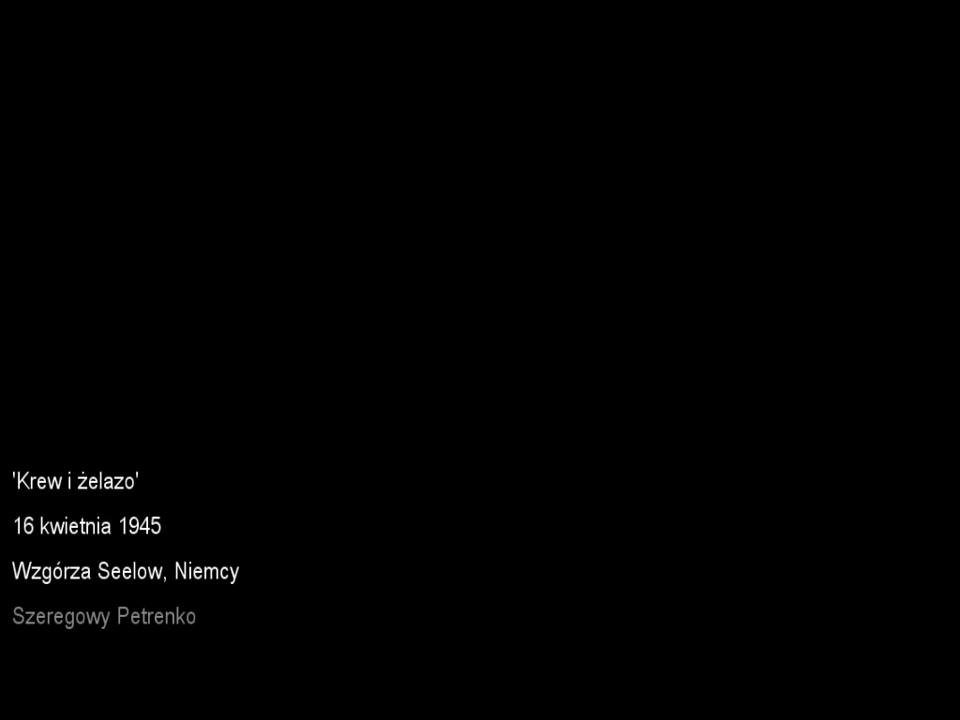 'Krew i żelazo'
16 kwietnia 1945
Wzgórza Seelow, Niemcy
Szeregowy Petrenko